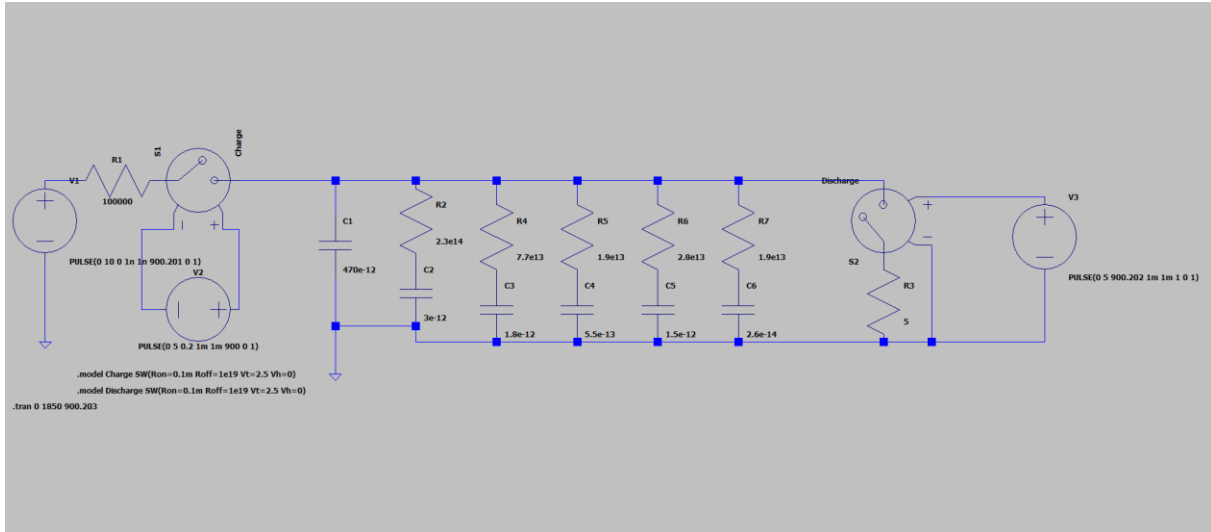 V1
R1
100000
S1
Charge
PULSE(0 10 0 1n 1n 900.201 0 1)
V2
PULSE(0 5 0.2 1m 1m 900 0 1)
C1
470e-12
R2
2.3e14
C2
3e-12
R4
7.7e13
C3
1.8e-12
R5
1.9e13
C4
5.5e-13
R6
2.8e13
C5
1.5e-12
R7
1.9e13
C6
2.6e-14
Discharge
S2
R3
5
V3
PULSE(0 5 900.202 1m 1m 1 0 1)
.model Charge SW(Ron=0.1m Roff=1e19 Vt=2.5 Vh=0)
.model Discharge SW(Ron=0.1m Roff=1e19 Vt=2.5 Vh=0)
.tran 0 1850 900.203